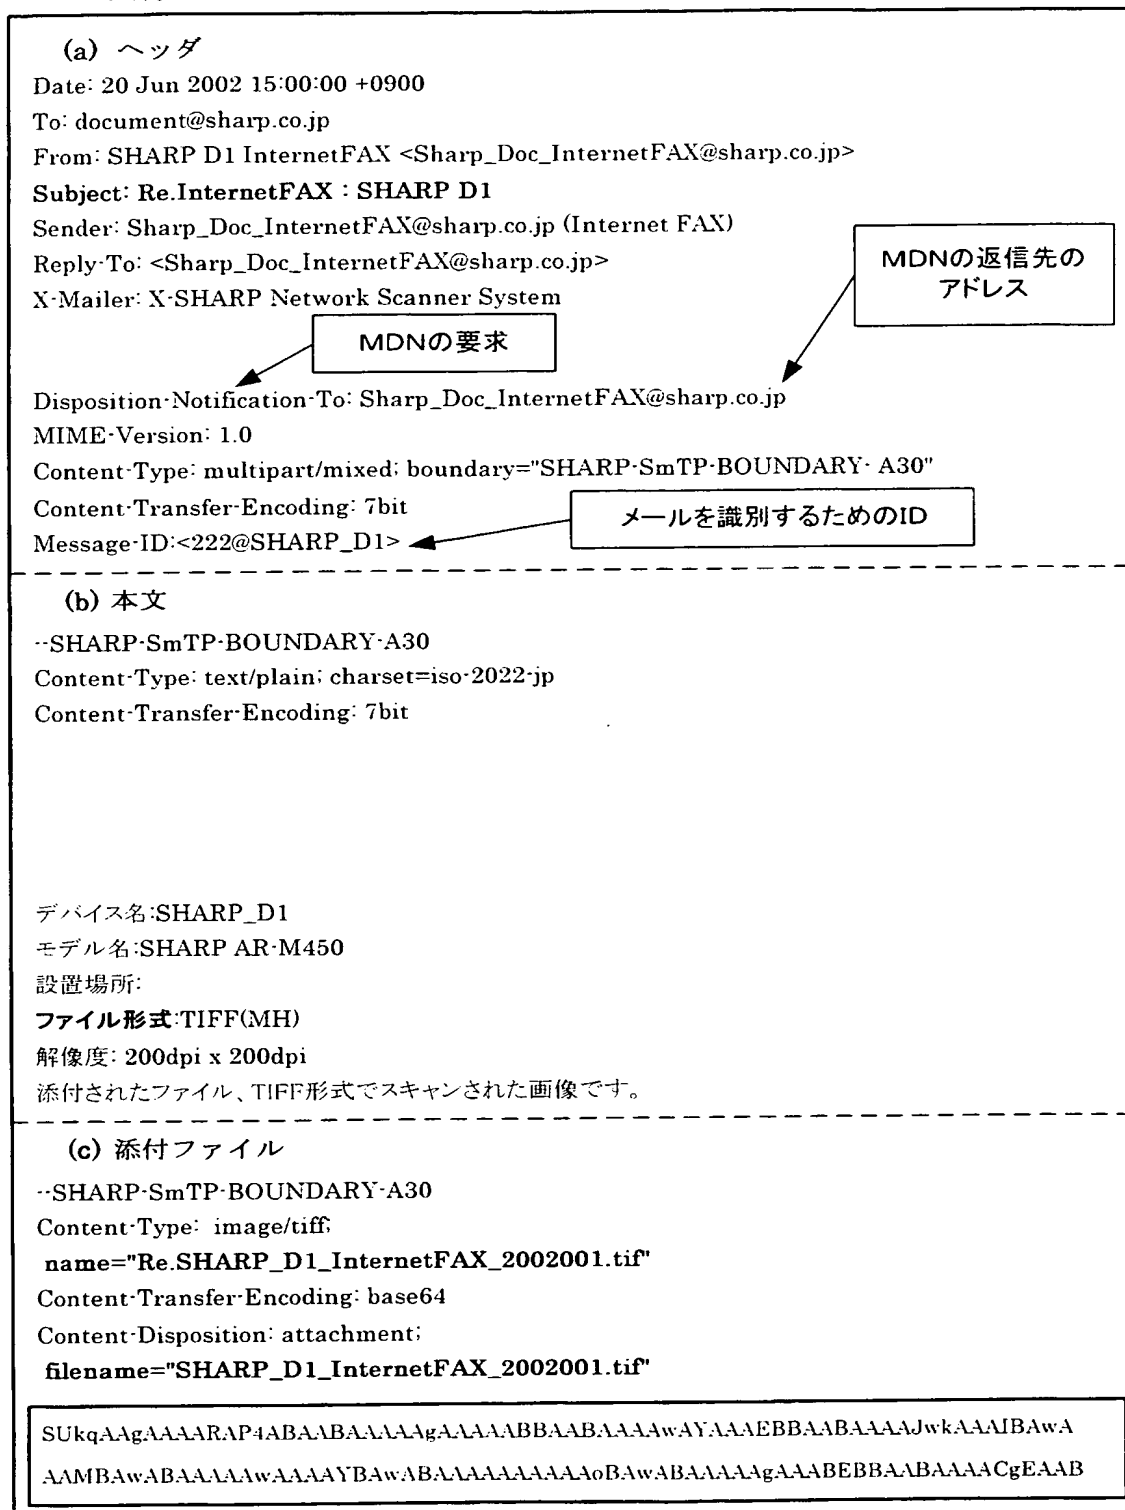 (a) ヘッダ
Date: 20 Jun 2002 15:00:00 +0900
To: document@sharp.co.jp
From: SHARP D1 InternetFAX <Sharp_Doc_InternetFAX@sharp.co.jp>
Subject: Re.InternetFAX : SHARP D1
Sender: Sharp_Doc_InternetFAX@sharp.co.jp (Internet FAX)
Reply-To: <Sharp_Doc_InternetFAX@sharp.co.jp>
MDNの返信先の
アドレス
X-Mailer: X-SHARP Network Scanner System
MDNの要求
Disposition-Notification-To: Sharp_Doc_InternetFAX@sharp.co.jp
MIME-Version: 1.0
Content-Type: multipart/mixed; boundary="SHARP-SmTP-BOUNDARY- A30"
Content-Transfer-Encoding: 7bit
メールを識別するためのID
Message-ID:<222@SHARP_D1>
(b) 本文
--SHARP-SmTP-BOUNDARY-A30
Content-Type: text/plain; charset=iso-2022-jp
Content-Transfer-Encoding: 7bit
デバイス名:SHARP_D1
モデル名:SHARP AR-M450
設置場所:
ファイル形式:TIFF(MH)
解像度: 200dpi x 200dpi
添付されたファイル、TIFF形式でスキャンされた画像です。
(c) 添付ファイル
--SHARP-SmTP-BOUNDARY-A30
Content-Type: image/tiff;
name="Re.SHARP_D1_InternetFAX_2002001.tif"
Content-Transfer-Encoding: base64
Content-Disposition: attachment;
filename="SHARP_D1_InternetFAX_2002001.tif"
SUkqAAgAAAARAP4ABAABAAAAAgAAAAABBAABAAAAwAYAAAEBBAABAAAAJwkAAAIBAwA
AAMBAwABAAAAAwAAAAYBAwABAAAAAAAAAAoBAwABAAAAAgAAABEBBAABAAAACgEAAB